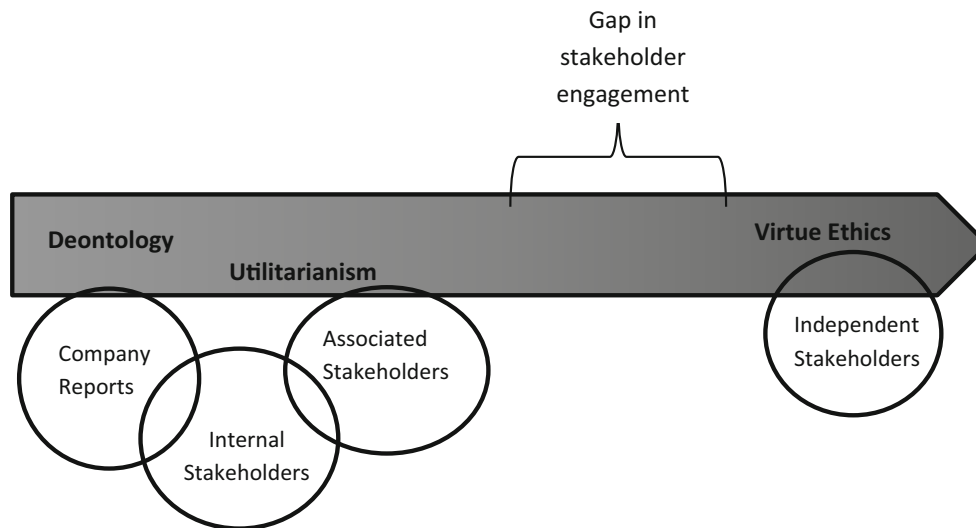 Gap in
stakeholder
engagement
Deontology
Utilitarianism
Virtue Ethics
Company
Reports
Internal
Stakeholders
Associated
Stakeholders
Independent
Stakeholders